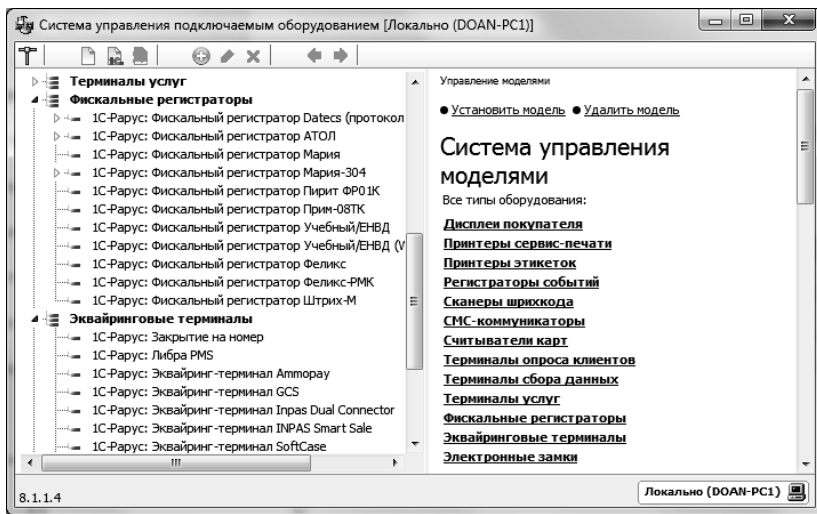 Система управления подключаемым оборудованием [Локально (DOAN-PC1)]
Терминалы услуг
Фискальные регистраторы
1С-Рарус: Фискальный регистратор Datecs (протокол
1С-Рарус: Фискальный регистратор АТОЛ
1С-Рарус: Фискальный регистратор Мария
1С-Рарус: Фискальный регистратор Мария-304
1С-Рарус: Фискальный регистратор Пирит ФР01К
1С-Рарус: Фискальный регистратор Прим-08ТК
1С-Рарус: Фискальный регистратор Учебный/ЕНВД
1С-Рарус: Фискальный регистратор Учебный/ЕНВД (W
1С-Рарус: Фискальный регистратор Феликс
1С-Рарус: Фискальный регистратор Феликс-РМК
1С-Рарус: Фискальный регистратор Штрих-М
Эквайринговые терминалы
1С-Рарус: Закрытие на номер
1С-Рарус: Либра PMS
1С-Рарус: Эквайринг-терминал Ammopay
1С-Рарус: Эквайринг-терминал GCS
1С-Рарус: Эквайринг-терминал Inpas Dual Connector
1С-Рарус: Эквайринг-терминал INPAS Smart Sale
1С-Рарус: Эквайринг-терминал SoftCase
Управление моделями
Установить модель Удалить модель
Система управления
моделями
Все типы оборудования:
Дисплеи покупателя
Принтеры сервис-печати
Принтеры этикеток
Регистраторы событий
Сканеры шрихкода
СМС-коммуникаторы
Считыватели карт
Терминалы опроса клиентов
Терминалы сбора данных
Терминалы услуг
Фискальные регистраторы
Эквайринговые терминалы
Электронные замки
8.1.1.4
Локально (DOAN-PC1)